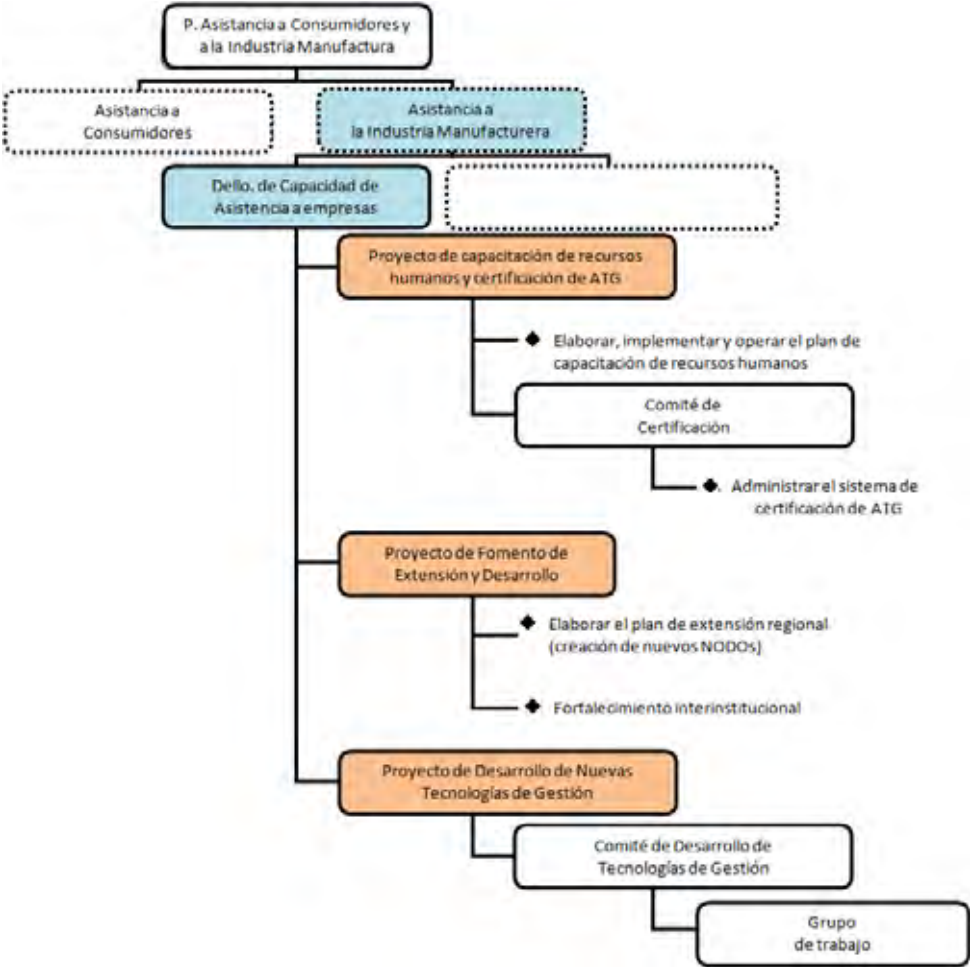 P. Asistancia a Consumidores y
a la Industria Manufactura
Asistancia a
Consumidores
Asistancia a
la Industria Manufacturera
Dello. de Capacidad de
Asistencia a empresas
Proyecto de capacitación de recursos
humanos y certificación de ATG
◆ Elaborar, implementar y operar el plan de
capacitación de recursos humanos
Comité de
Certificación
◆. Administrar el sistema de
certificación de ATG
Proyecto de Fomento de
Extensión y Desarrollo
◆ Elaborar el plan de extensión regional
(creación de nuevos NODOs)
◆ Fortalecimiento interinstitucional
Proyecto de Desarrollo de Nuevas
Tecnologías de Gestión
Comité de Desarrollo de
Tecnologías de Gestión
Grupo
de trabajo